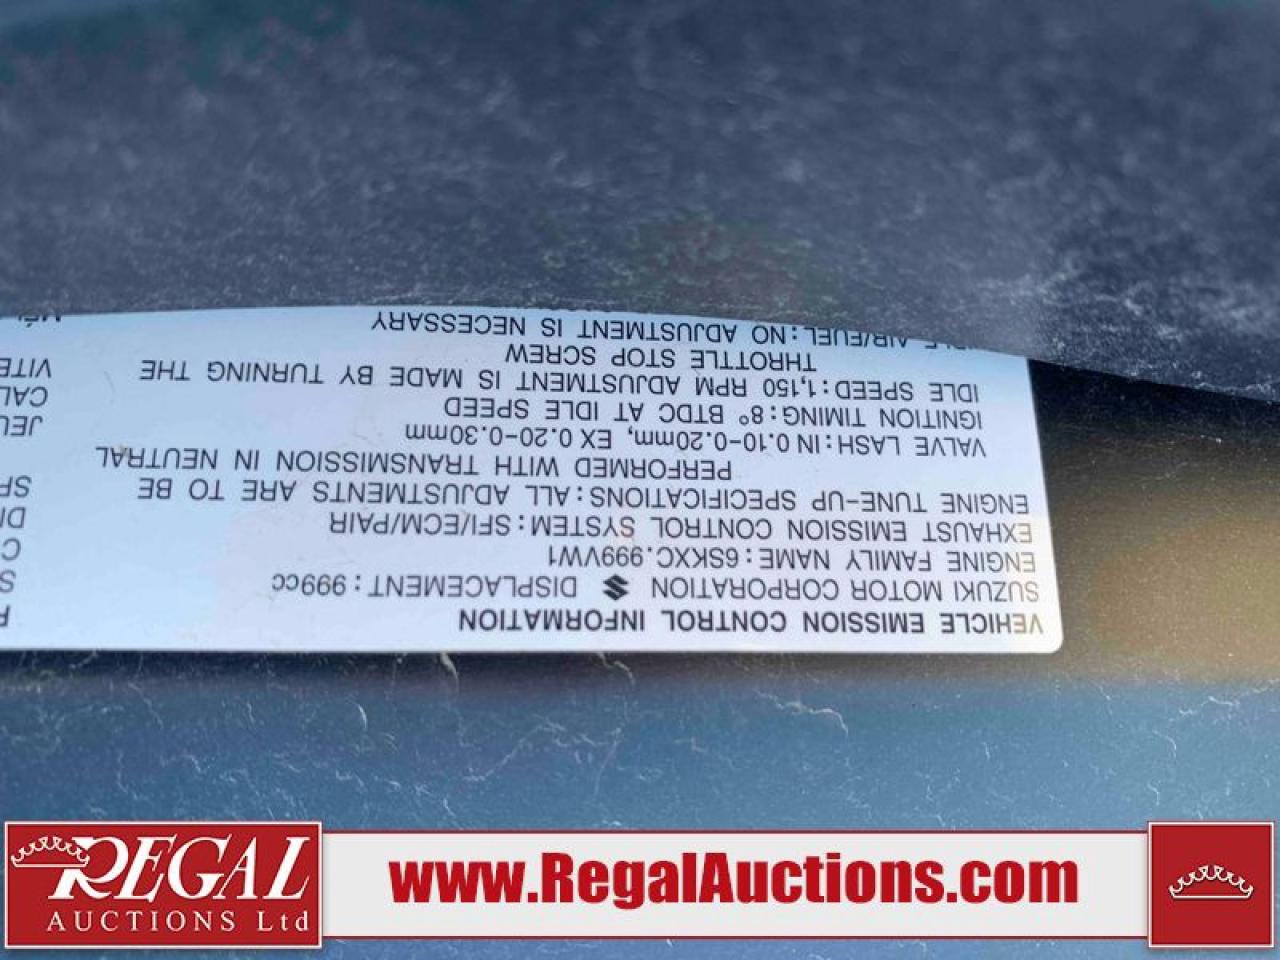 VEHICLE EMISSION CONTROL INFORMATION
SUZUKI MOTOR CORPORATION DISPLACEMENT:999cc
ENGINE FAMILY NAME:6SKXC.999VW1
EXHAUST EMISSION CONTROL SYSTEM:SFI/ECM/PAIR
ENGINE TUNE-UP SPECIFICATIONS:ALL ADJUSTMENTS ARE TO BE
PERFORMED WITH TRANSMISSION IN NEUTRAL
VALVE LASH:IN 0.10-0.20mm, EX 0.20-0.30mm
IGNITION TIMING:8° BTDC AT IDLE SPEED
IDLE SPEED:1,150 RPM ADJUSTMENT IS MADE BY TURNING THE
THROTTLE STOP SCREW
AIR/FUEL:NO ADJUSTMENT IS NECESSARY
JEU
CAL
VITE
REGAL
AUCTIONS Ltd
www.RegalAuctions.com